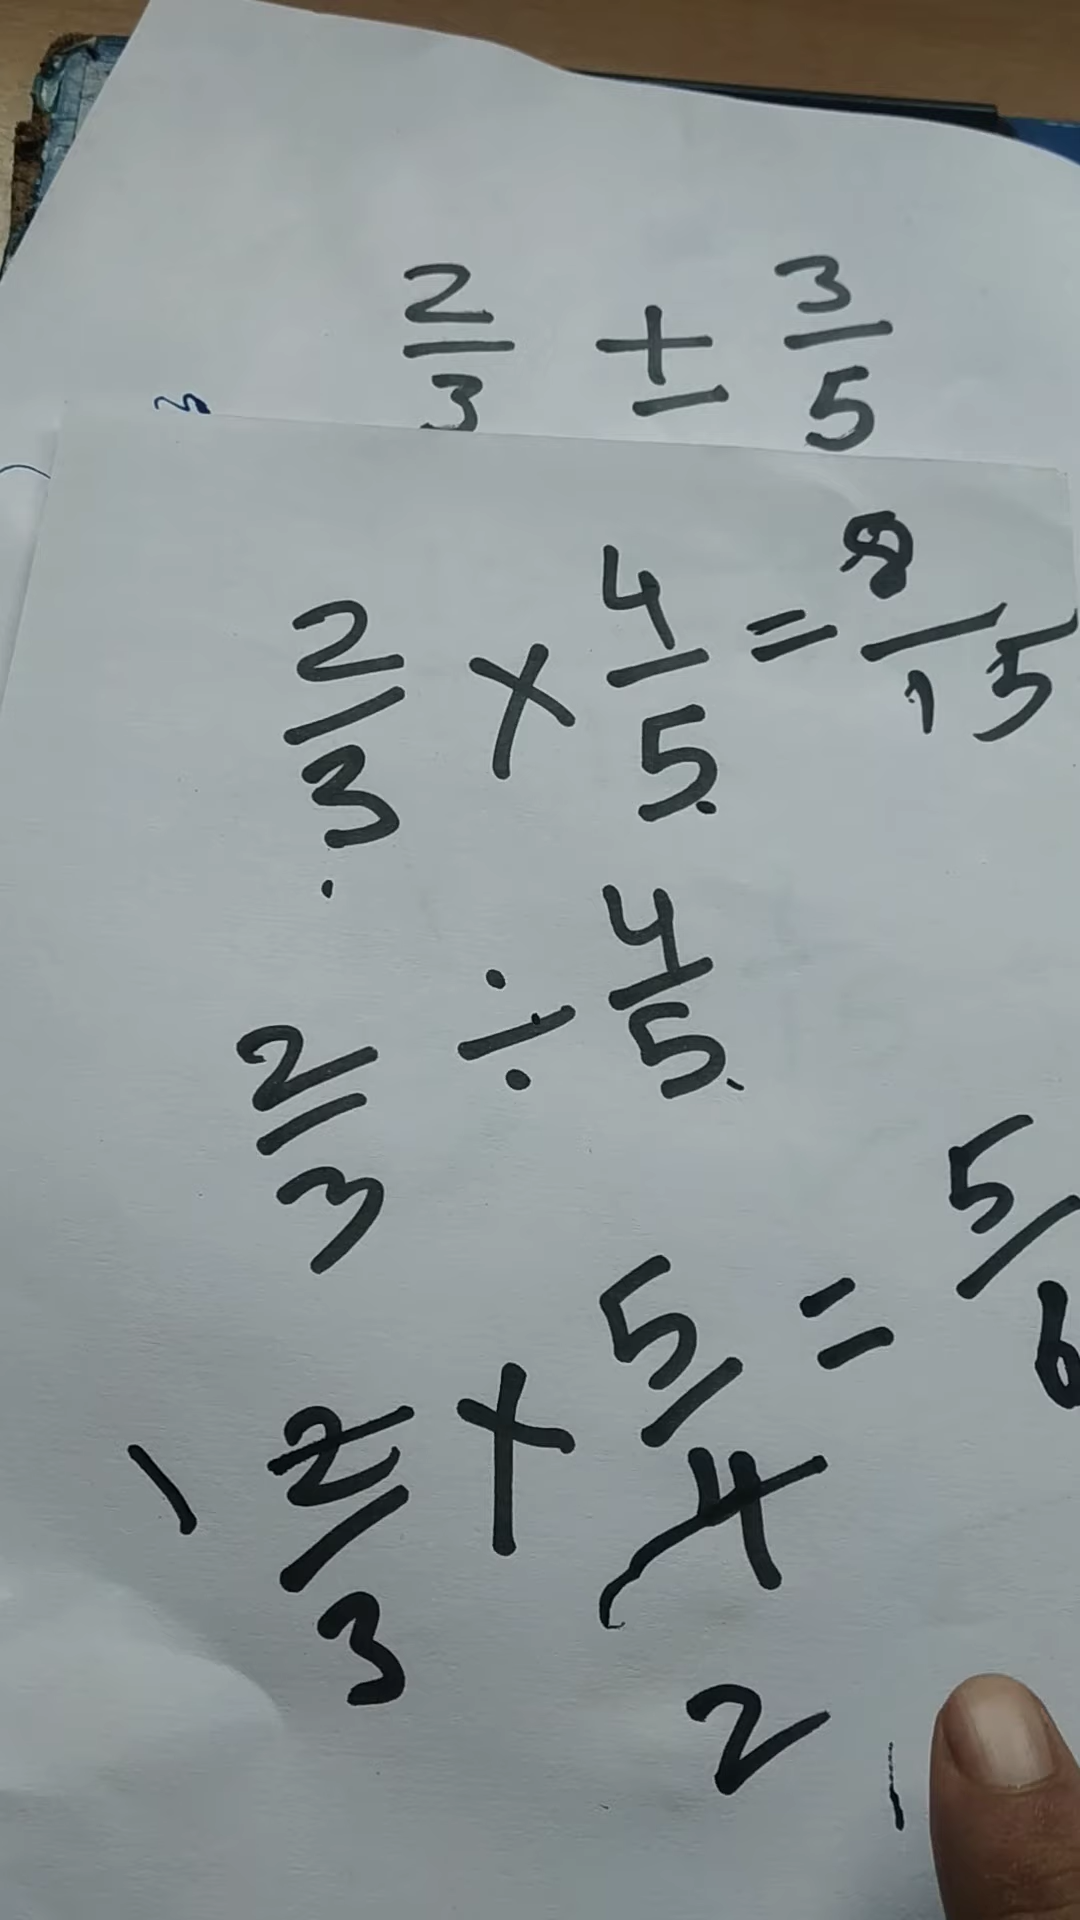 2/3 ± 3/5
3
2/3 × 4/5 = 8/15
2/3 ÷ 4/5
1 2/3 × 5/4 = 5/6
2